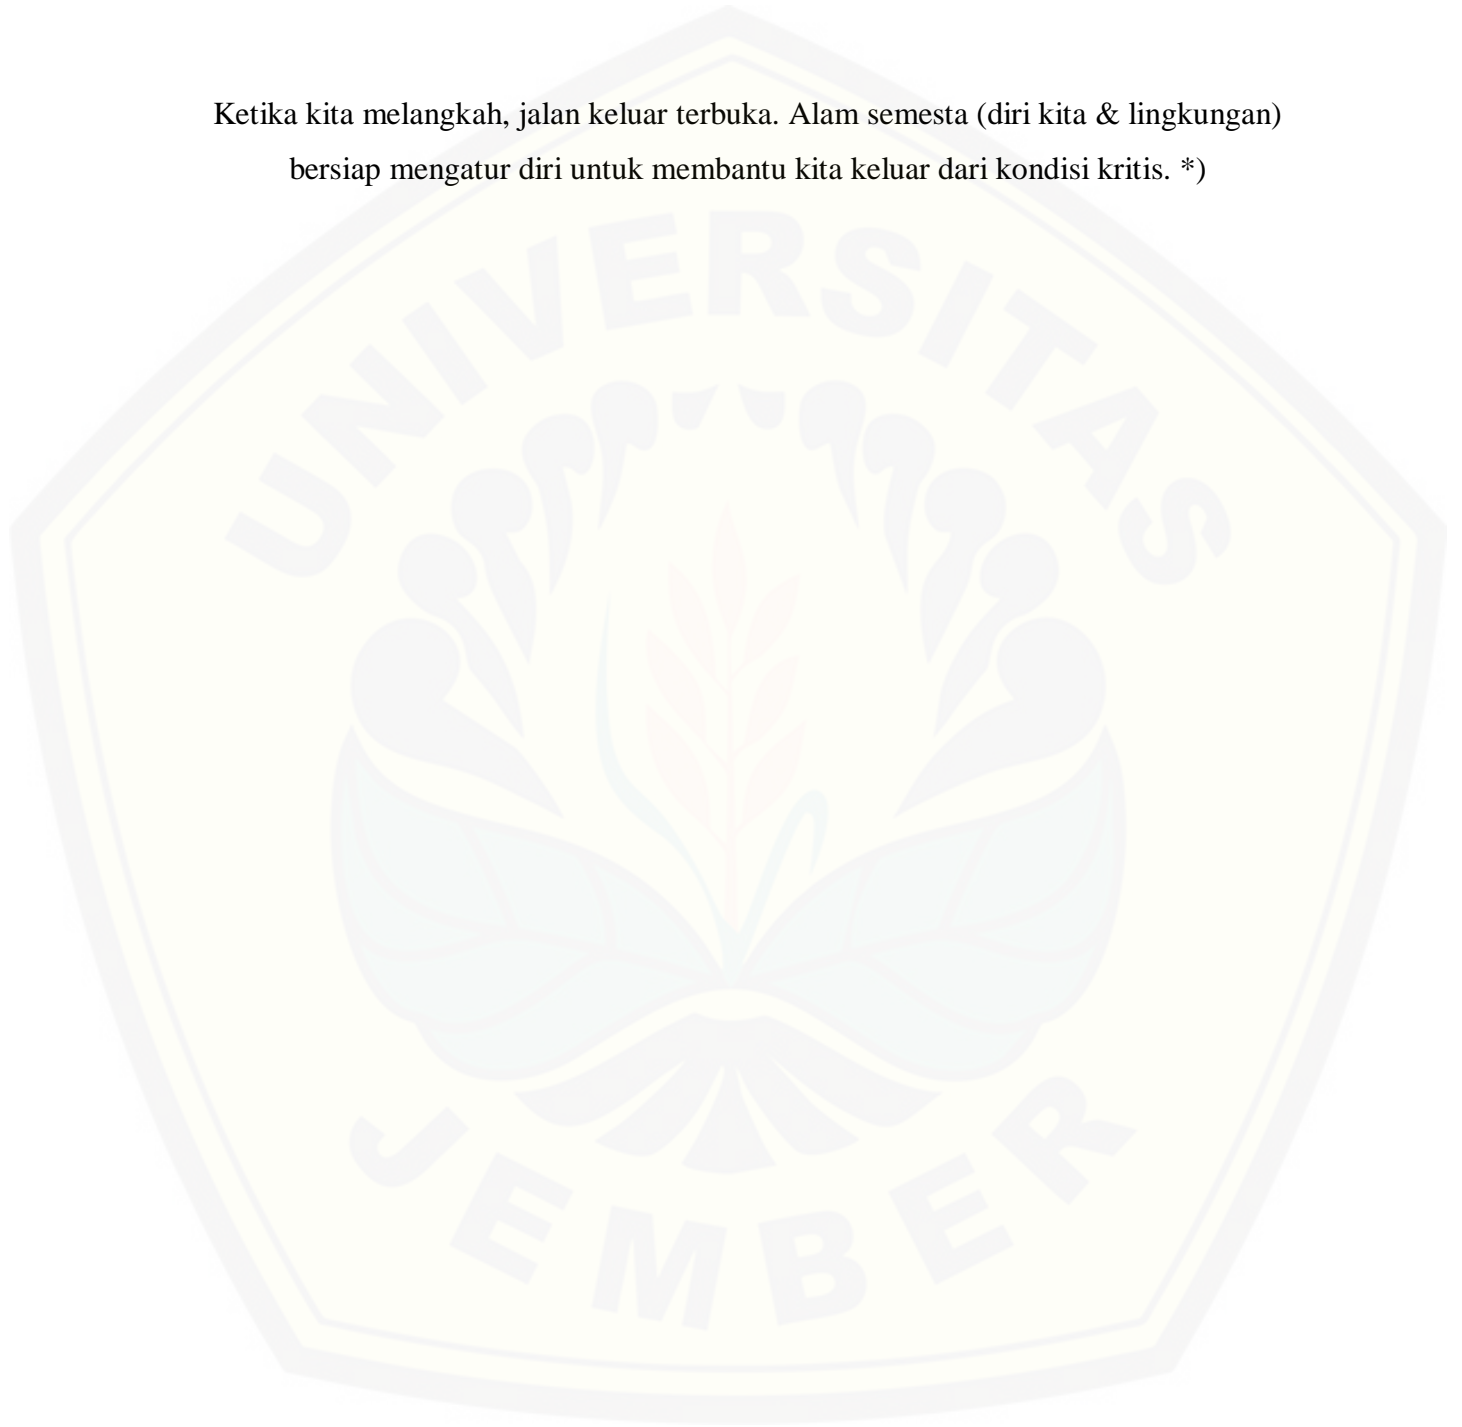 Ketika kita melangkah, jalan keluar terbuka. Alam semesta (diri kita & lingkungan)
bersiap mengatur diri untuk membantu kita keluar dari kondisi kritis. *)
UNIVERSITAS
JEMBER